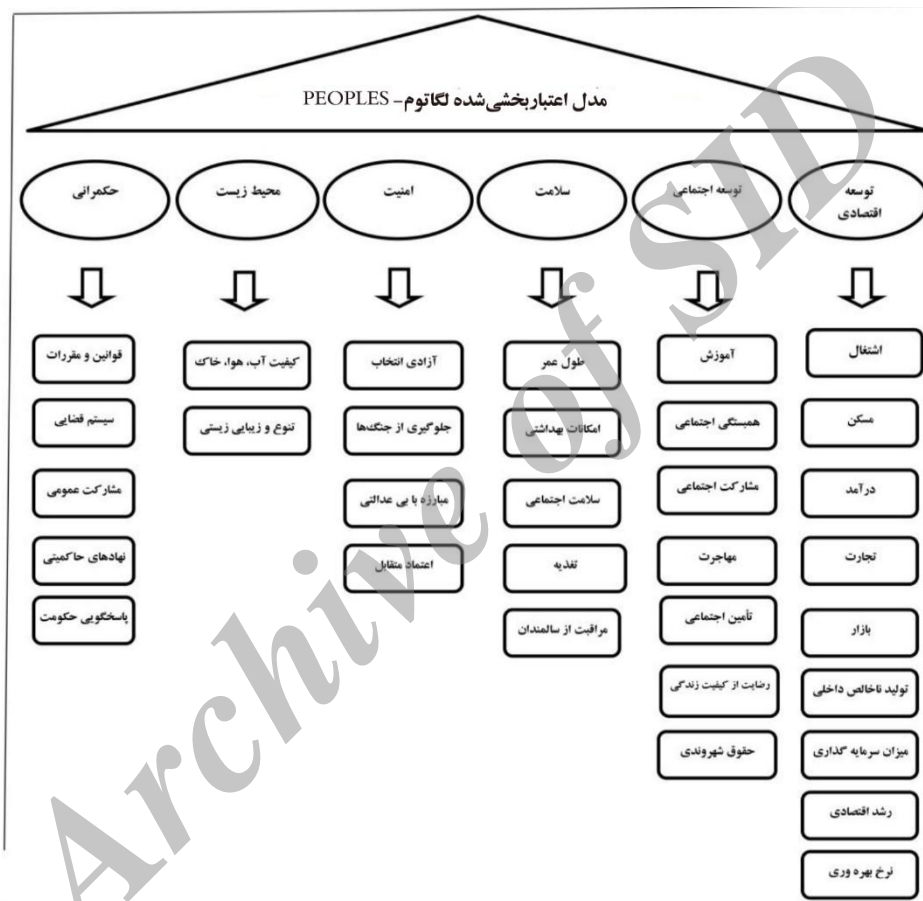 مدل اعتباربخشی‌شده لگاتوم- PEOPLES
توسعه
اقتصادی
توسعه اجتماعی
سلامت
امنیت
محیط زیست
حکمرانی
اشتغال
مسکن
درآمد
تجارت
بازار
تولید ناخالص داخلی
میزان سرمایه گذاری
رشد اقتصادی
نرخ بهره وری
آموزش
همبستگی اجتماعی
مشارکت اجتماعی
مهاجرت
تأمین اجتماعی
رضایت از کیفیت زندگی
حقوق شهروندی
طول عمر
امکانات بهداشتی
سلامت اجتماعی
تغذیه
مراقبت از سالمندان
آزادی انتخاب
جلوگیری از جنگ‌ها
مبارزه با بی عدالتی
اعتماد متقابل
کیفیت آب، هوا، خاک
تنوع و زیبایی زیستی
قوانین و مقررات
سیستم قضایی
مشارکت عمومی
نهادهای حاکمیتی
پاسخگویی حکومت
Archive of SID